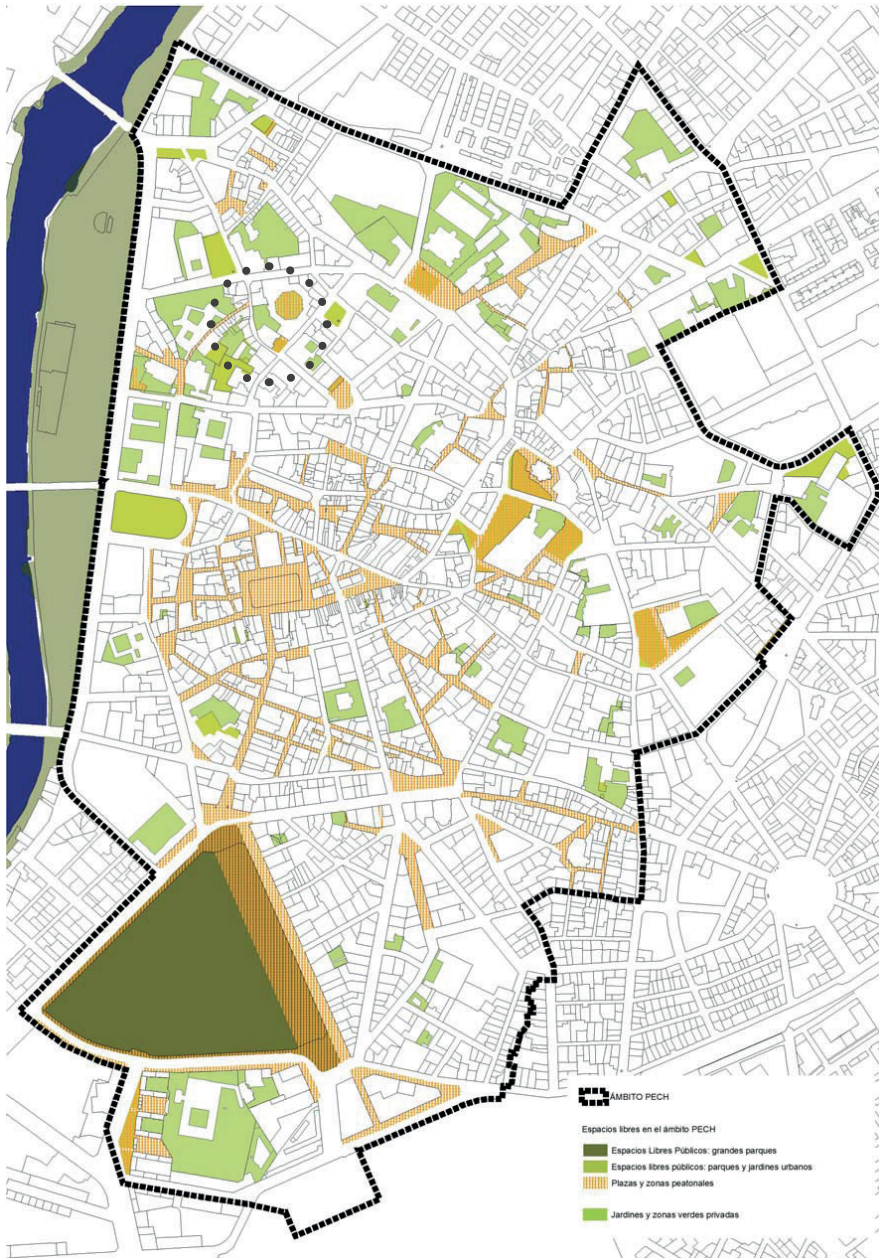 ÁMBITO PECH
Espacios libres en el ámbito PECH
Espacios Libres Públicos: grandes parques
Espacios libres públicos: parques y jardines urbanos
Plazas y zonas peatonales
Jardines y zonas verdes privadas